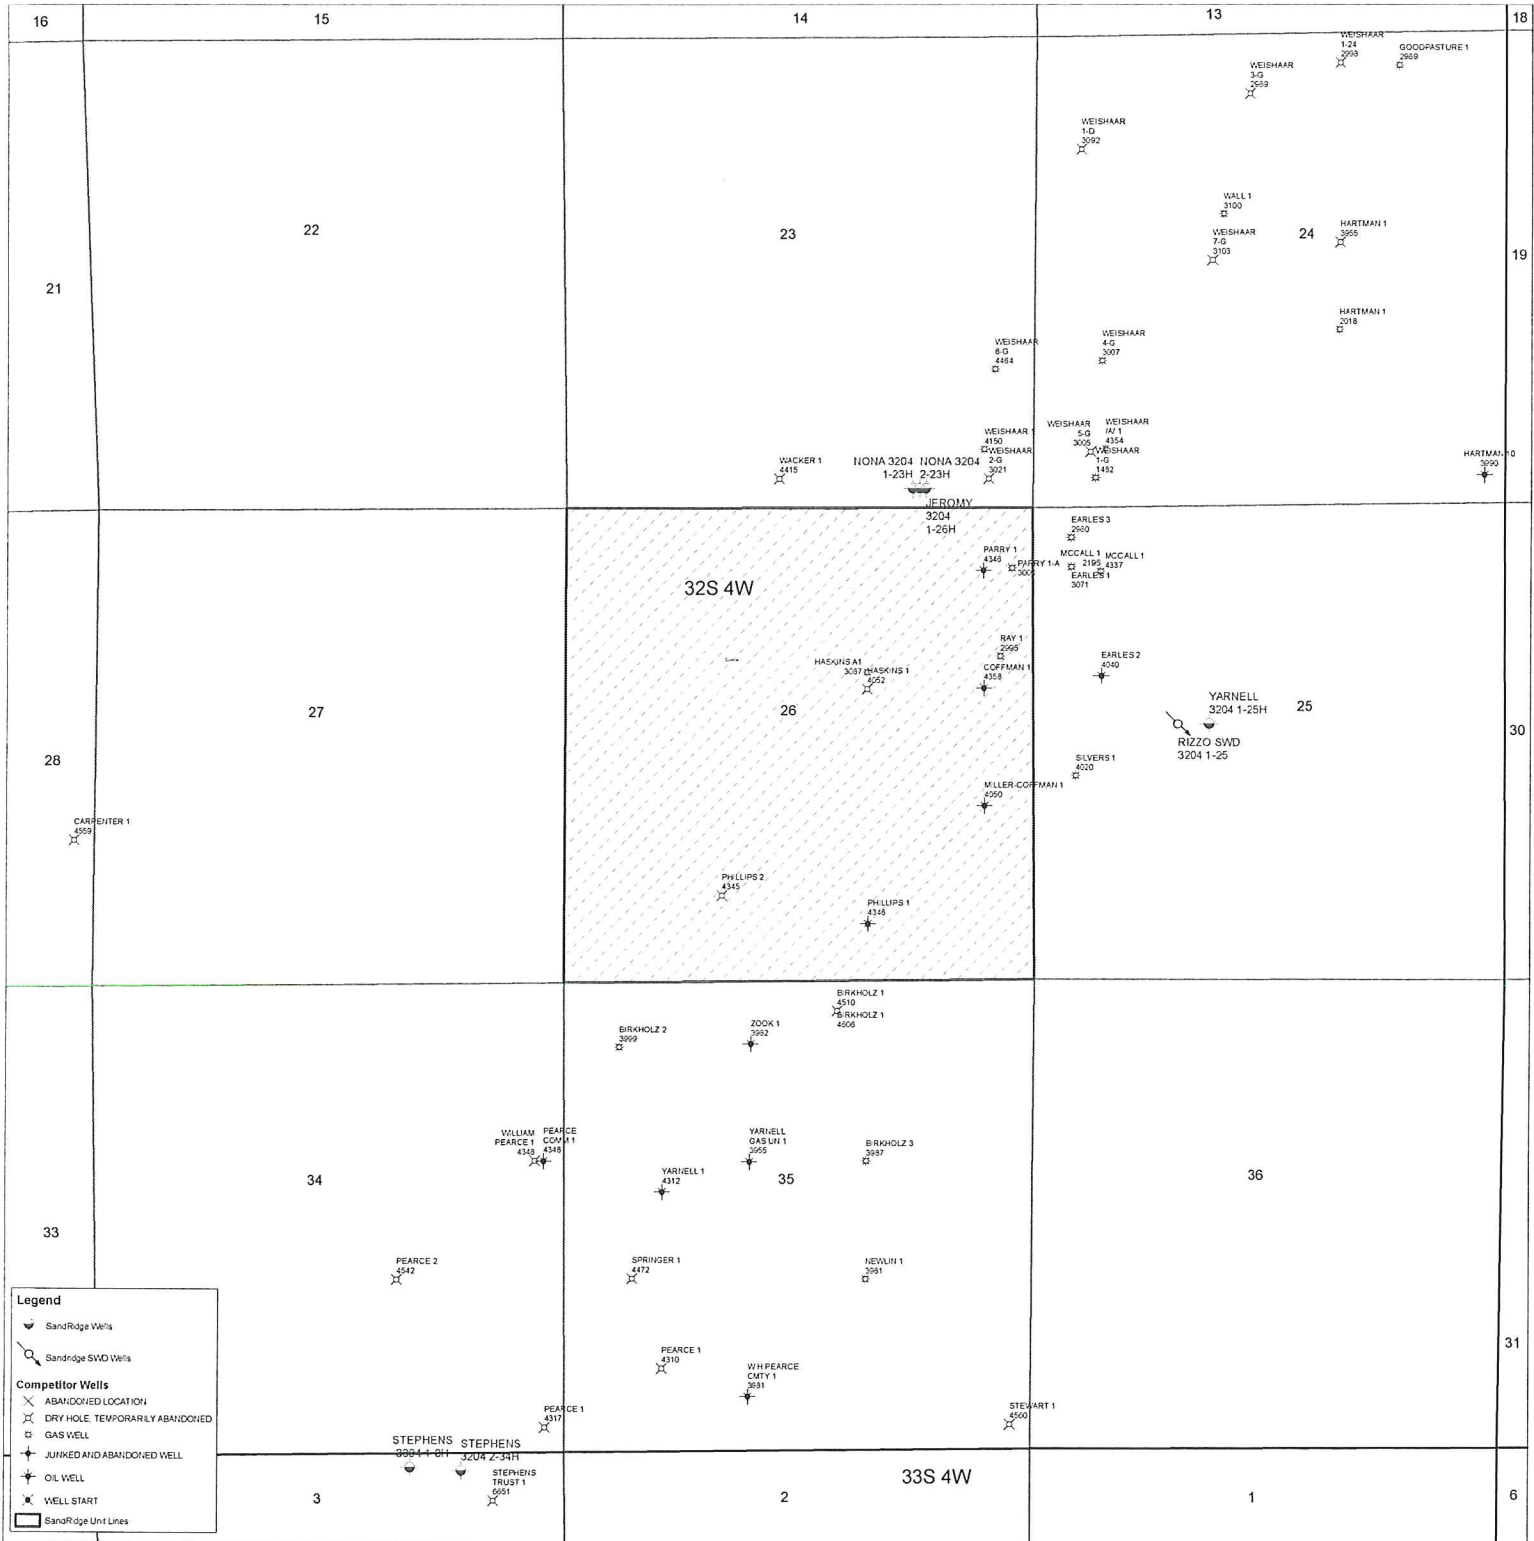 16
15
14
13
18
WEISHAAR
1-24
2998
GOODPASTURE 1
2989
WEISHAAR
3-G
2989
WEISHAAR
1-D
3092
WALL 1
3100
WEISHAAR
7-G
3103
24
HARTMAN 1
3955
22
23
19
21
HARTMAN 1
2018
WEISHAAR
6-G
4464
WEISHAAR
4-G
3007
WEISHAAR 1
4150
WEISHAAR
2-G
3021
WEISHAAR
5-G
3005
WEISHAAR
/A/ 1
4354
WEISHAAR
1-G
1482
WACKER 1
4415
NONA 3204
1-23H
NONA 3204
2-23H
JEROMY
3204
1-26H
HARTMAN 10
3990
EARLES 3
2980
PARRY 1
4346
PARRY 1-A
MCCALL 1
2195
MCCALL 1
4337
EARLES 1
3071
32S 4W
RAY 1
2995
HASKINS A1
3087
HASKINS 1
4052
COFFMAN 1
4358
EARLES 2
4040
YARNELL
3204 1-25H
25
RIZZO SWD
3204 1-25
27
26
30
28
SILVERS 1
4020
MILLER-COFFMAN 1
4050
CARPENTER 1
4559
PHILLIPS 2
4345
PHILLIPS 1
4346
BIRKHOLZ 1
4510
BIRKHOLZ 1
4606
BIRKHOLZ 2
3999
ZOOK 1
3982
WILLIAM
PEARCE 1
4348
PEARCE
COMM 1
4348
YARNELL
GAS UN 1
3955
BIRKHOLZ 3
3987
YARNELL 1
4312
34
35
36
33
PEARCE 2
4542
SPRINGER 1
4472
NEWLIN 1
3981
31
PEARCE 1
4310
W H PEARCE
CMTY 1
3981
PEARCE 1
4317
STEWART 1
4560
STEPHENS
STEPHENS
3204 2-34H
STEPHENS
TRUST 1
6651
33S 4W
3
2
1
6
Legend
SandRidge Wells
Sandridge SWD Wells
Competitor Wells
ABANDONED LOCATION
DRY HOLE, TEMPORARILY ABANDONED
GAS WELL
JUNKED AND ABANDONED WELL
OIL WELL
WELL START
SandRidge Unit Lines